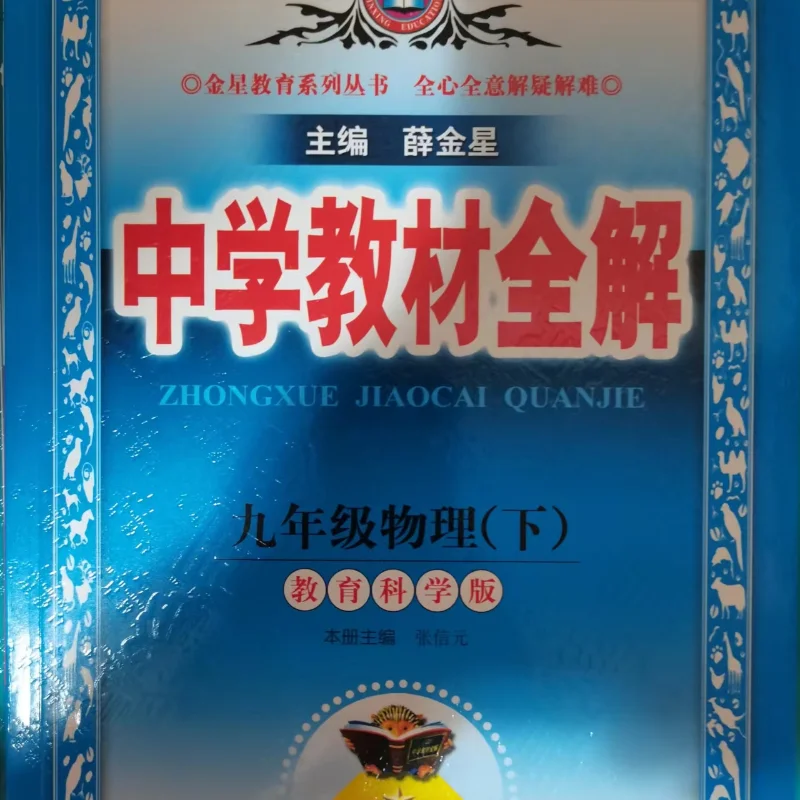 JINXING EDUCATION
◎金星教育系列丛书 全心全意解疑解难◎
主编 薛金星
中学教材全解
ZHONGXUE JIAOCAI QUANJIE
九年级物理(下)
教育科学版
本册主编 张信元